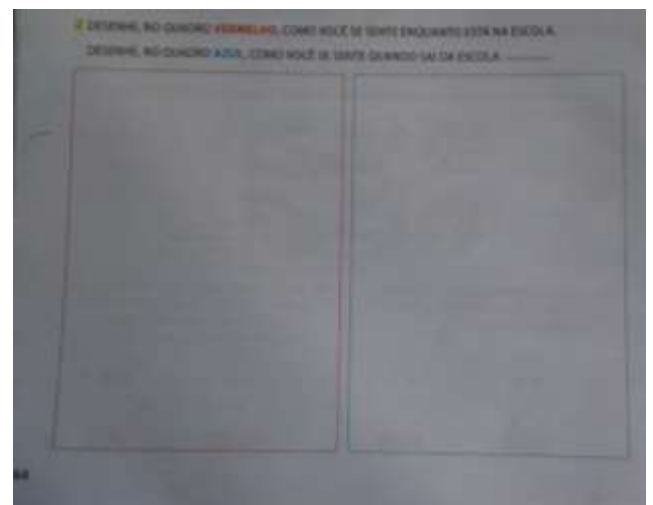 DESENHE, NO QUADRO VERMELHO, COMO VOCÊ SE SENTE ENQUANTO ESTÁ NA ESCOLA.
DESENHE, NO QUADRO AZUL, COMO VOCÊ SE SENTE QUANDO SAI DA ESCOLA.